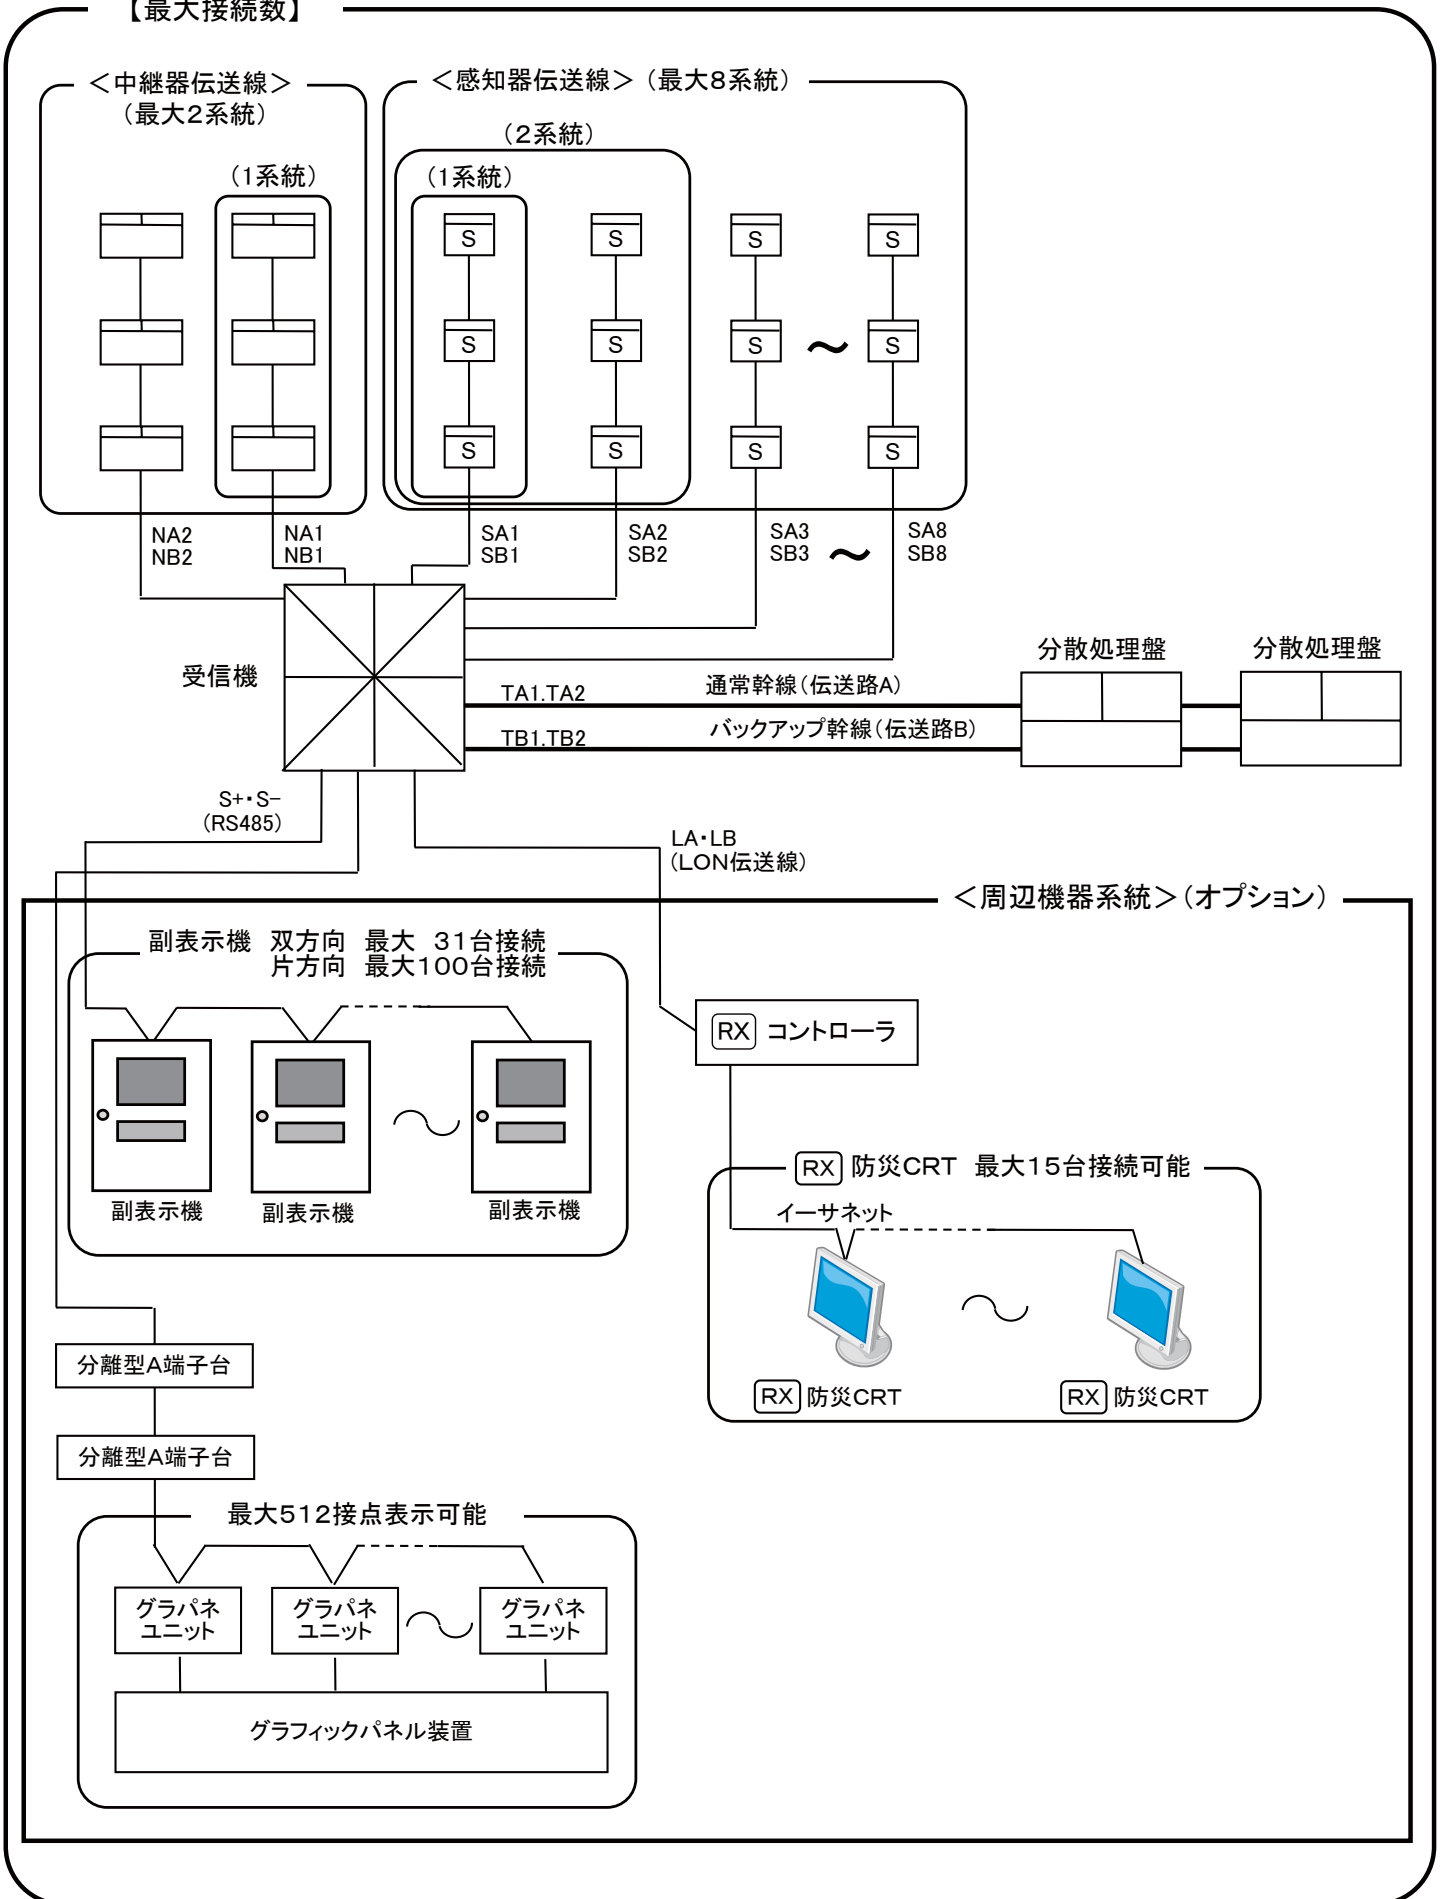 【最大接続数】
＜中継器伝送線＞
（最大２系統）
＜感知器伝送線＞（最大８系統）
（２系統）
（１系統）
（１系統）
S S S S
S S S ～ S
S S S S
NA2
NB2
NA1
NB1
SA1
SB1
SA2
SB2
SA3
SB3
～
SA8
SB8
受信機
分散処理盤
分散処理盤
TA1.TA2
通常幹線（伝送路A）
TB1.TB2
バックアップ幹線（伝送路B）
S+・S−
（RS485）
LA・LB
（LON伝送線）
＜周辺機器系統＞（オプション）
副表示機 双方向 最大 ３１台接続
片方向 最大１００台接続
副表示機
副表示機
副表示機
RX コントローラ
RX 防災CRT 最大１５台接続可能
イーサネット
RX 防災CRT
RX 防災CRT
分離型A端子台
分離型A端子台
最大５１２接点表示可能
グラパネ
ユニット
グラパネ
ユニット
グラパネ
ユニット
グラフィックパネル装置